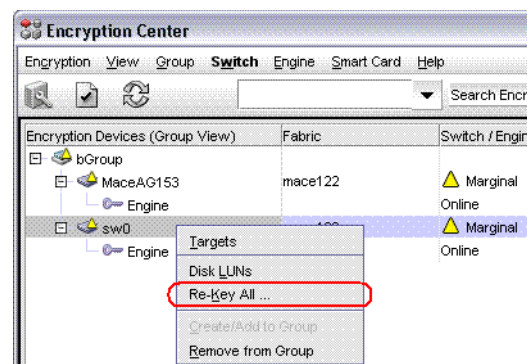 Encryption Center
Encryption View Group Switch Engine Smart Card Help
Search Encr
Encryption Devices (Group View) Fabric Switch / Engin
bGroup
MaceAG153 mace122 Marginal
Engine Online
sw0 Marginal
Engine Online
Targets
Disk LUNs
Re-Key All ...
Create/Add to Group
Remove from Group